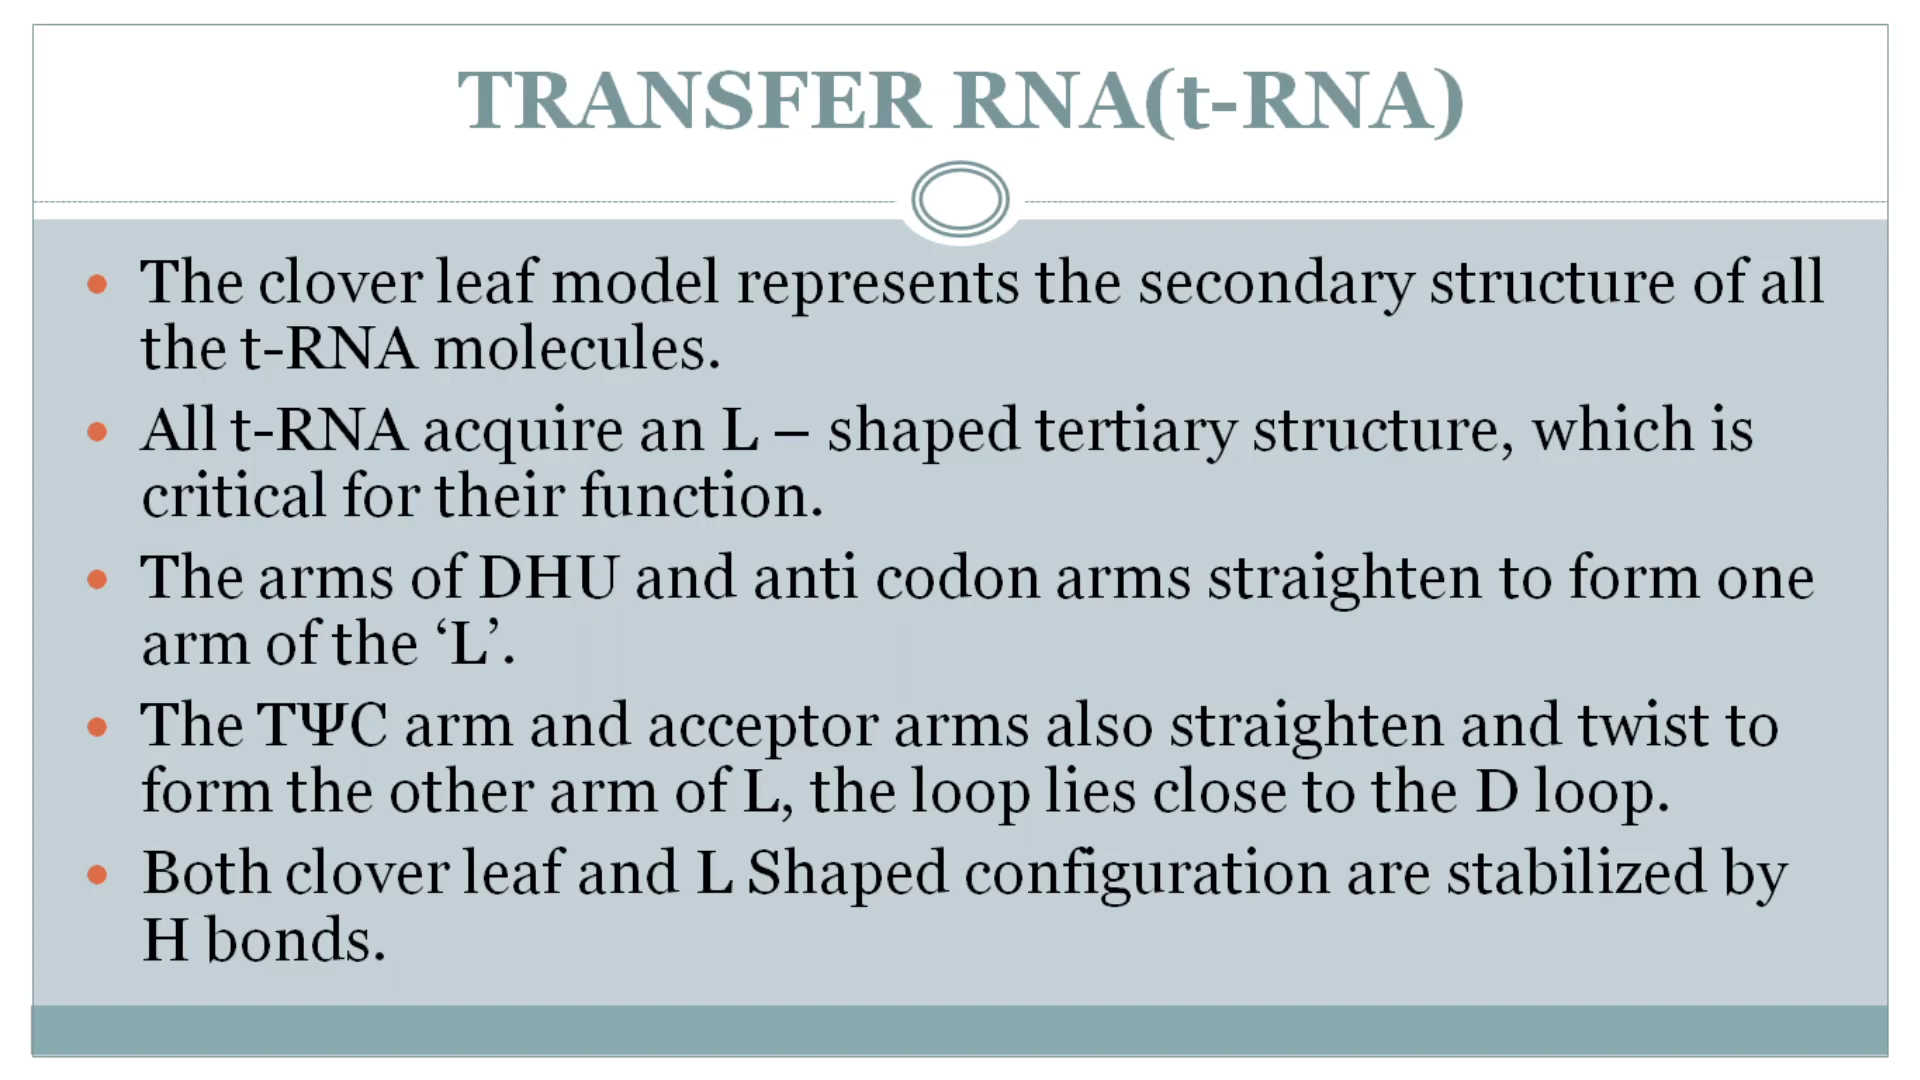 TRANSFER RNA(t-RNA)
• The clover leaf model represents the secondary structure of all
the t-RNA molecules.
• All t-RNA acquire an L – shaped tertiary structure, which is
critical for their function.
• The arms of DHU and anti codon arms straighten to form one
arm of the ‘L’.
• The TΨC arm and acceptor arms also straighten and twist to
form the other arm of L, the loop lies close to the D loop.
• Both clover leaf and L Shaped configuration are stabilized by
H bonds.